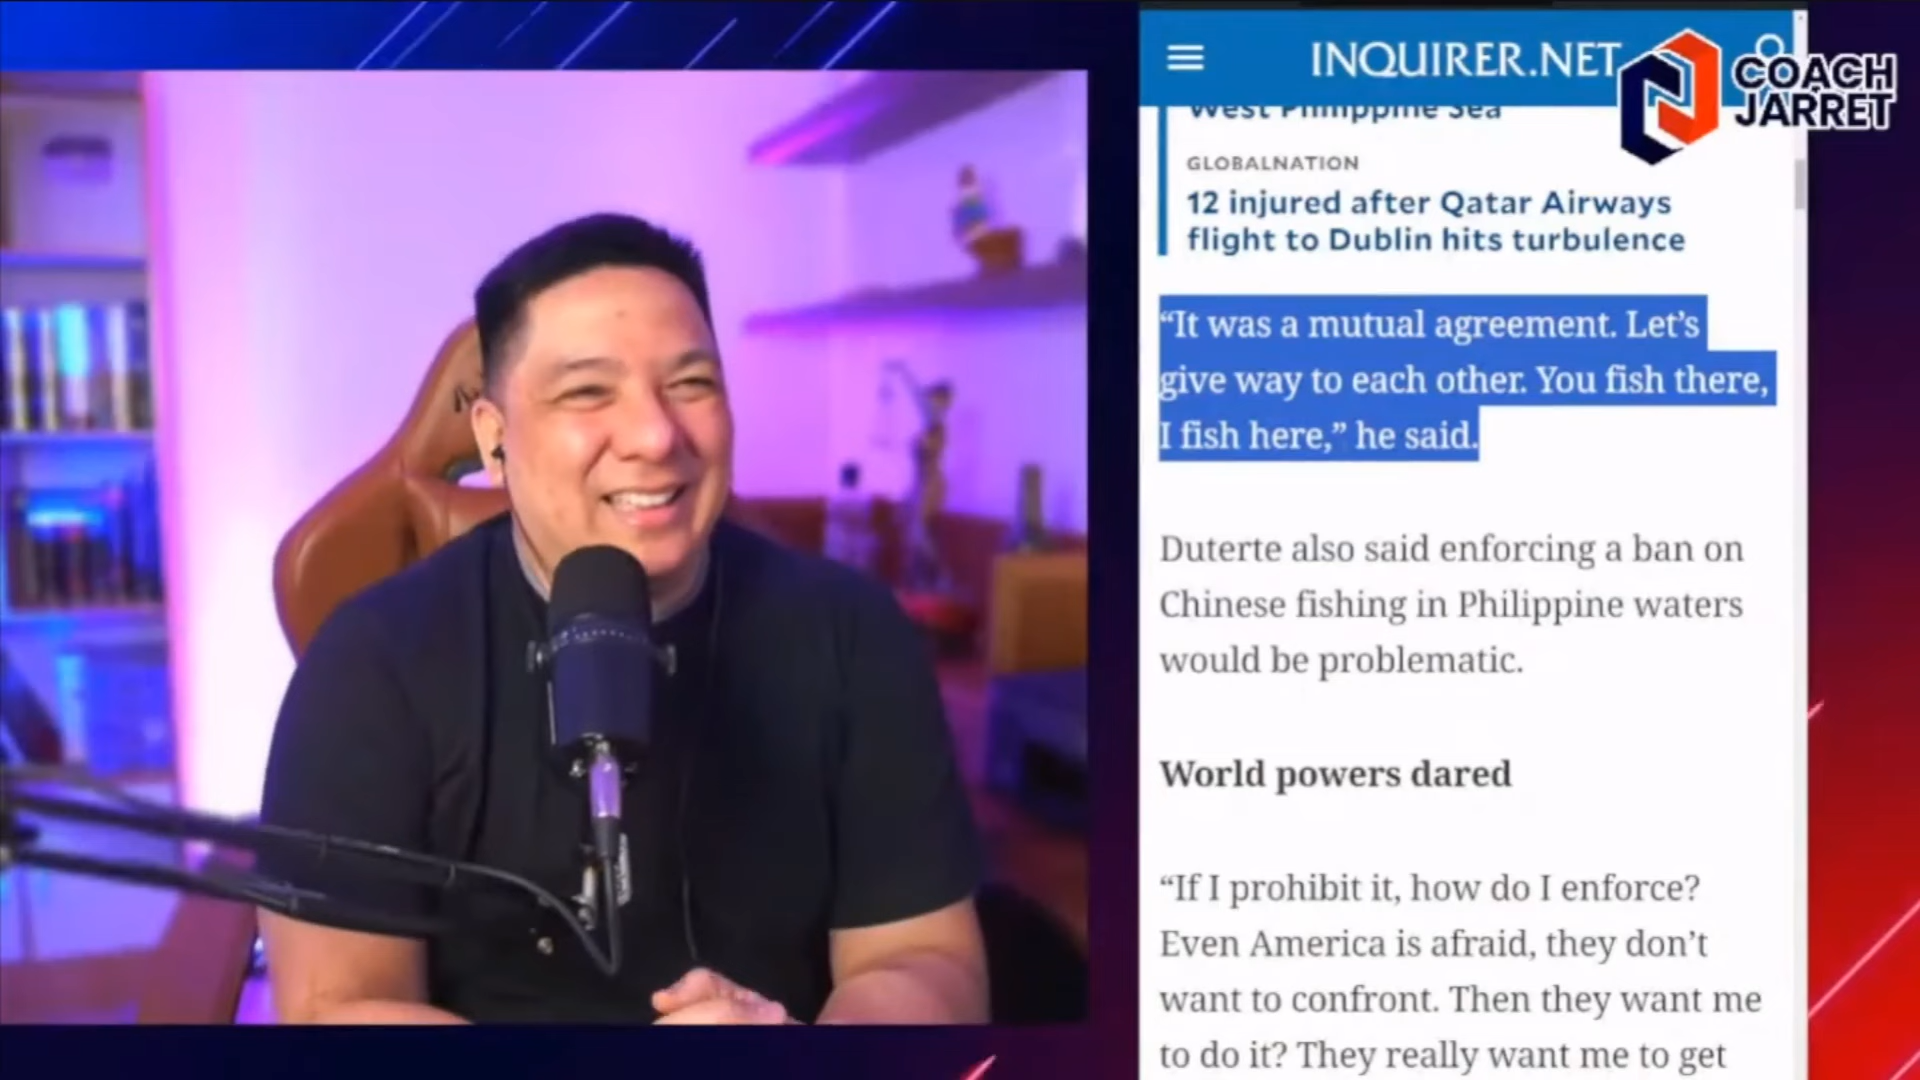 INQUIRER.NET
COACH
JARRET
West Philippine Sea
GLOBALNATION
12 injured after Qatar Airways
flight to Dublin hits turbulence
“It was a mutual agreement. Let’s
give way to each other. You fish there,
I fish here,” he said.
Duterte also said enforcing a ban on
Chinese fishing in Philippine waters
would be problematic.
World powers dared
“If I prohibit it, how do I enforce?
Even America is afraid, they don’t
want to confront. Then they want me
to do it? They really want me to get